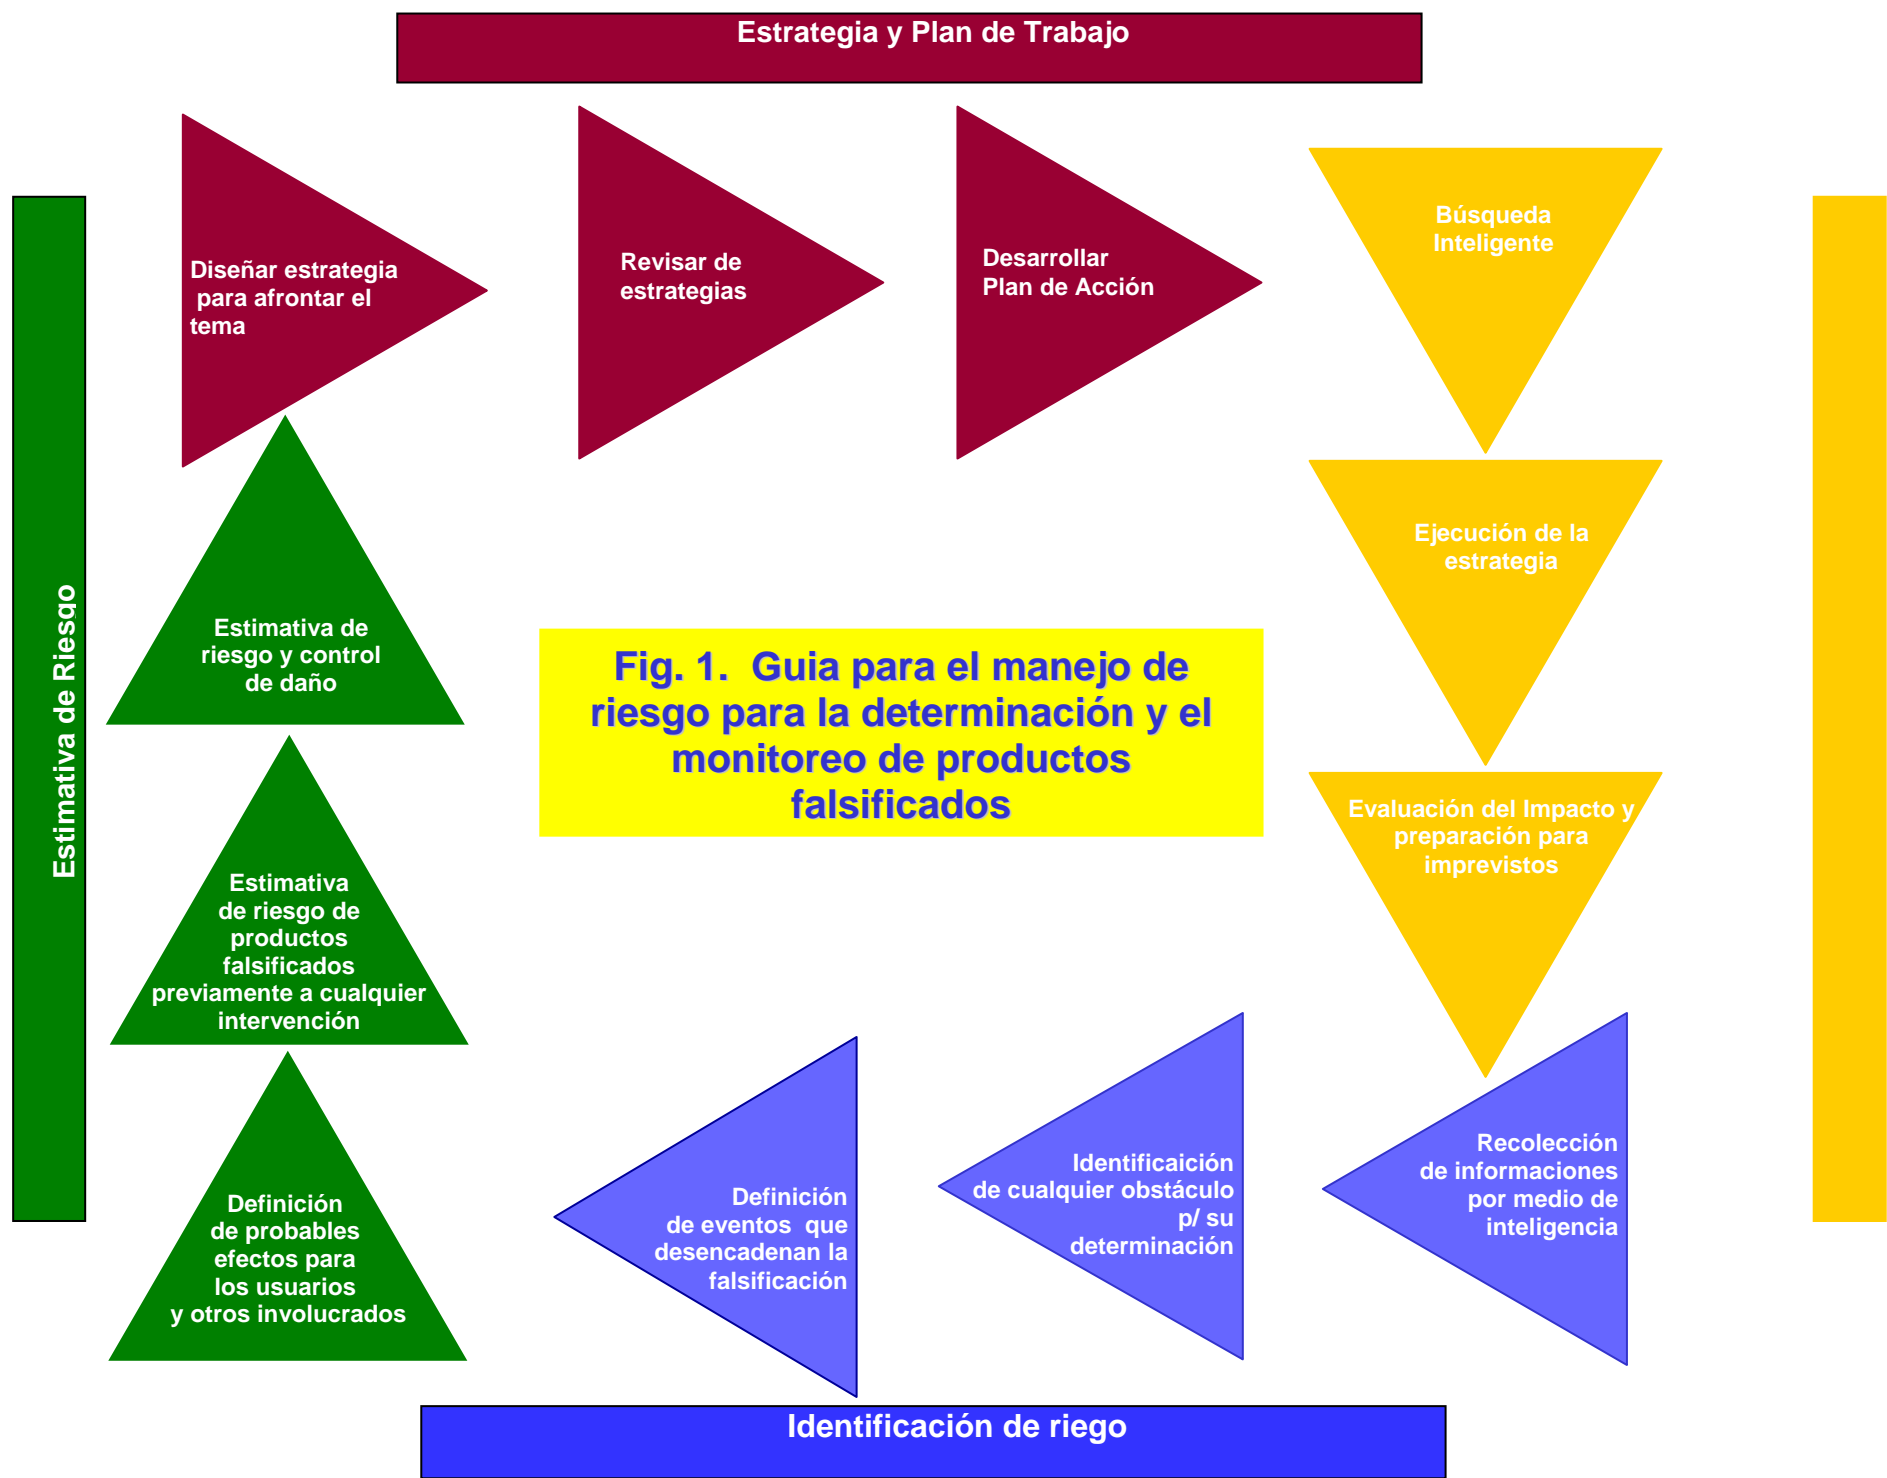 Estrategia y Plan de Trabajo
Diseñar estrategia
para afrontar el
tema
Revisar de
estrategias
Desarrollar
Plan de Acción
Búsqueda
Inteligente
Ejecución de la
estrategia
Evaluación del Impacto y
preparación para
imprevistos
Recolección
de informaciones
por medio de
inteligencia
Identificaición
de cualquier obstáculo
p/ su
determinación
Definición
de eventos que
desencadenan la
falsificación
Identificación de riego
Definición
de probables
efectos para
los usuarios
y otros involucrados
Estimativa
de riesgo de
productos
falsificados
previamente a cualquier
intervención
Estimativa de
riesgo y control
de daño
Estimativa de Riesgo
Fig. 1. Guia para el manejo de
riesgo para la determinación y el
monitoreo de productos
falsificados